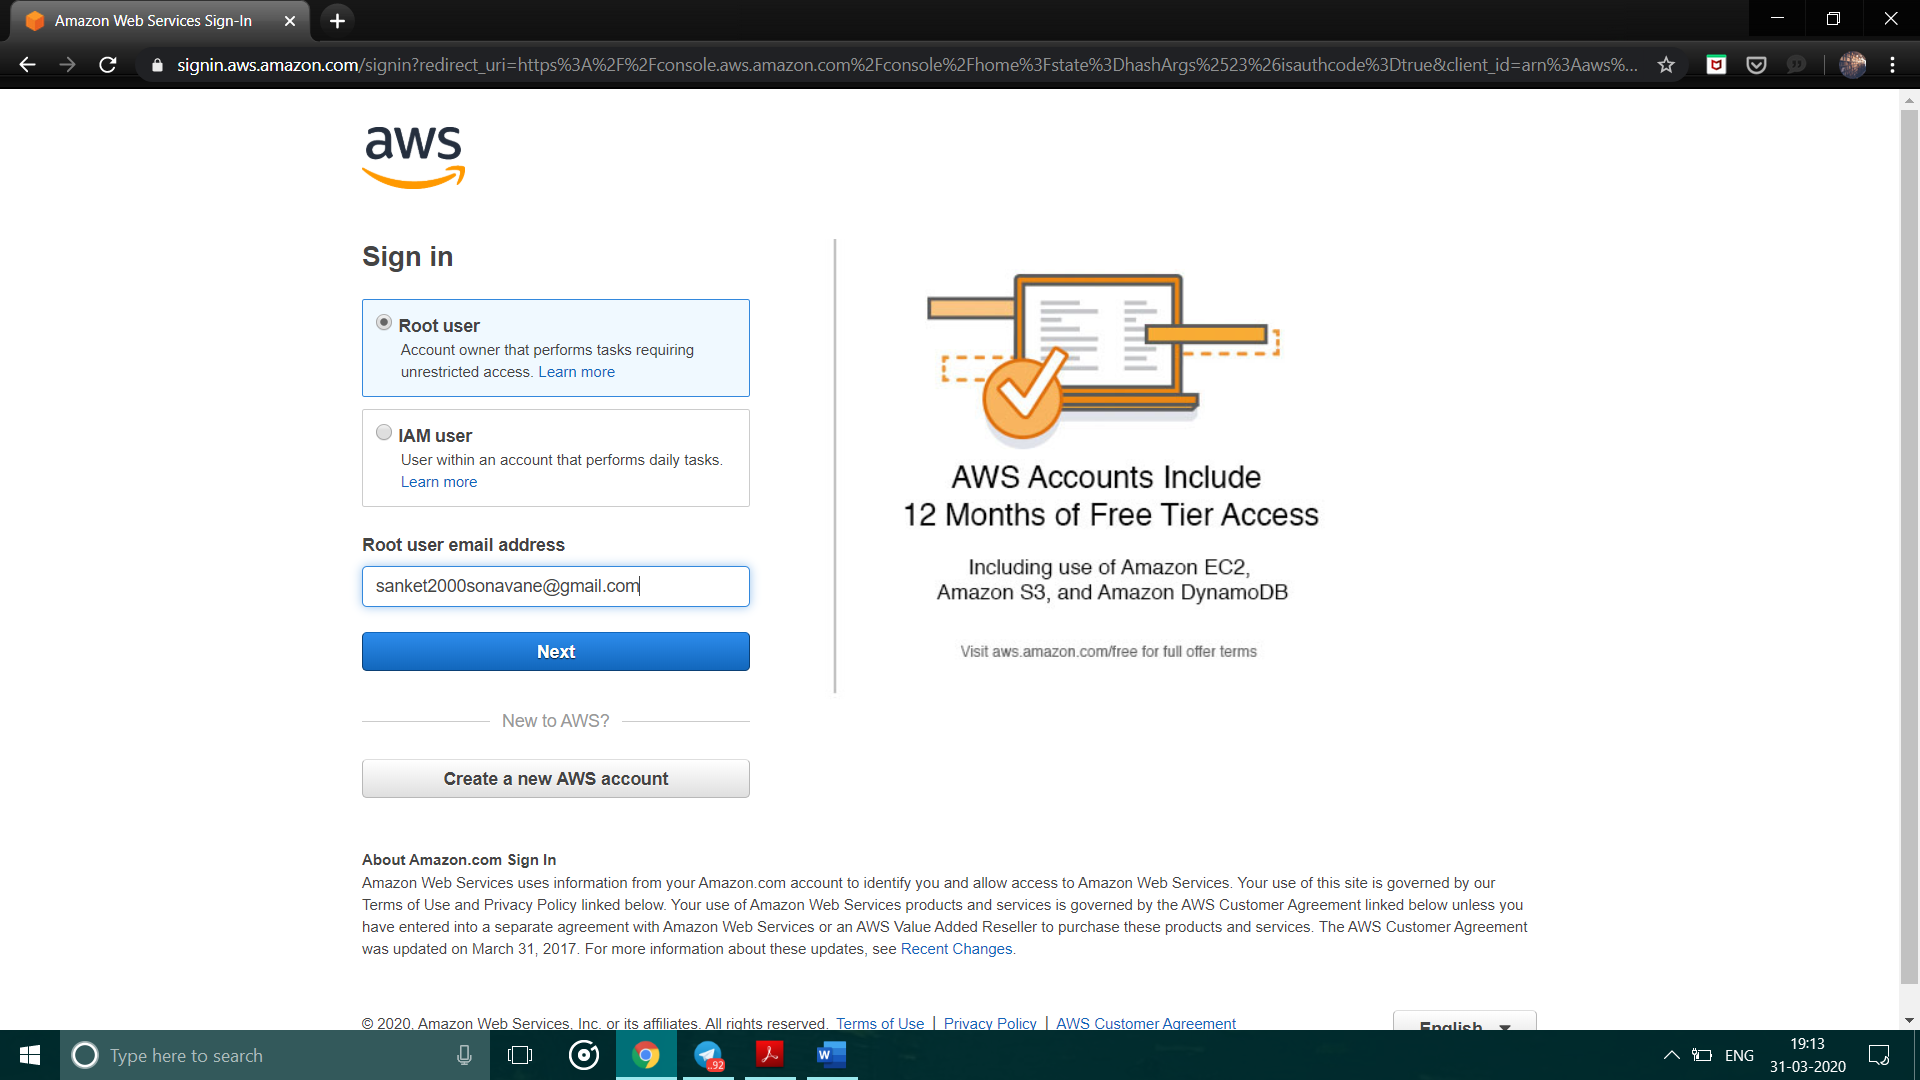 Amazon Web Services Sign-In
signin.aws.amazon.com/signin?redirect_uri=https%3A%2F%2Fconsole.aws.amazon.com%2Fconsole%2Fhome%3Fstate%3DhashArgs%2523%26isauthcode%3Dtrue&client_id=arn%3Aaws%...
aws
Sign in
Root user
Account owner that performs tasks requiring
unrestricted access. Learn more
IAM user
User within an account that performs daily tasks.
Learn more
Root user email address
sanket2000sonavane@gmail.com
Next
New to AWS?
Create a new AWS account
AWS Accounts Include
12 Months of Free Tier Access
Including use of Amazon EC2,
Amazon S3, and Amazon DynamoDB
Visit aws.amazon.com/free for full offer terms
About Amazon.com Sign In
Amazon Web Services uses information from your Amazon.com account to identify you and allow access to Amazon Web Services. Your use of this site is governed by our
Terms of Use and Privacy Policy linked below. Your use of Amazon Web Services products and services is governed by the AWS Customer Agreement linked below unless you
have entered into a separate agreement with Amazon Web Services or an AWS Value Added Reseller to purchase these products and services. The AWS Customer Agreement
was updated on March 31, 2017. For more information about these updates, see Recent Changes.
© 2020, Amazon Web Services, Inc. or its affiliates. All rights reserved. Terms of Use | Privacy Policy | AWS Customer Agreement
English
Type here to search
..92
W
ENG
19:13
31-03-2020